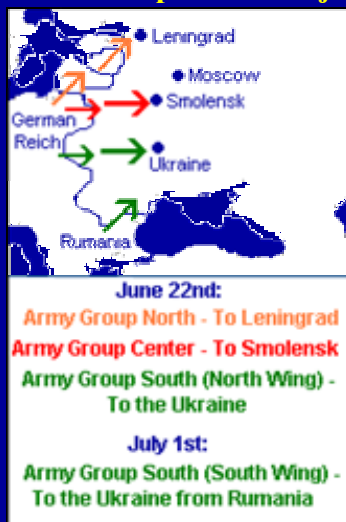 Leningrad
Moscow
Smolensk
German
Reich
Ukraine
Rumania
June 22nd:
Army Group North - To Leningrad
Army Group Center - To Smolensk
Army Group South (North Wing) -
To the Ukraine
July 1st:
Army Group South (South Wing) -
To the Ukraine from Rumania